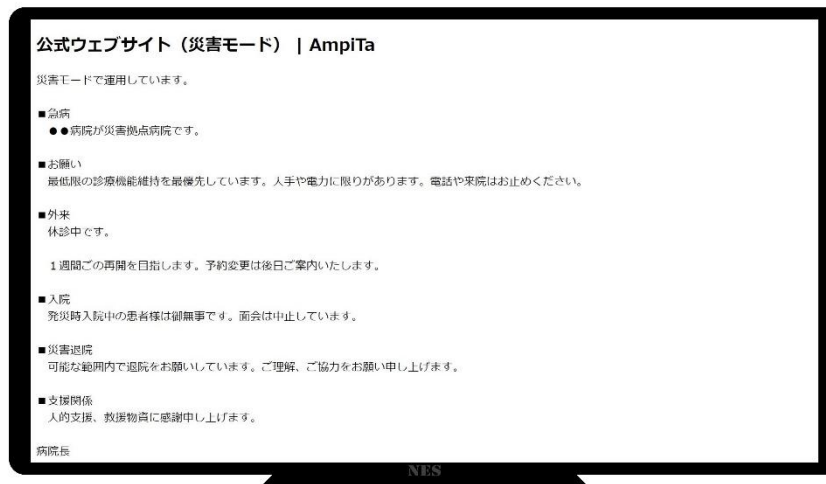 公式ウェブサイト（災害モード） | AmpiTa
災害モードで運用しています。
■急病
●●病院が災害拠点病院です。
■お願い
最低限の診療機能維持を最優先しています。人手や電力に限りがあります。電話や来院はお止めください。
■外来
休診中です。
１週間ごの再開を目指します。予約変更は後日ご案内いたします。
■入院
発災時入院中の患者様は御無事です。面会は中止しています。
■災害退院
可能な範囲内で退院をお願いしています。ご理解、ご協力をお願い申し上げます。
■支援関係
人的支援、救援物資に感謝申し上げます。
病院長
NES